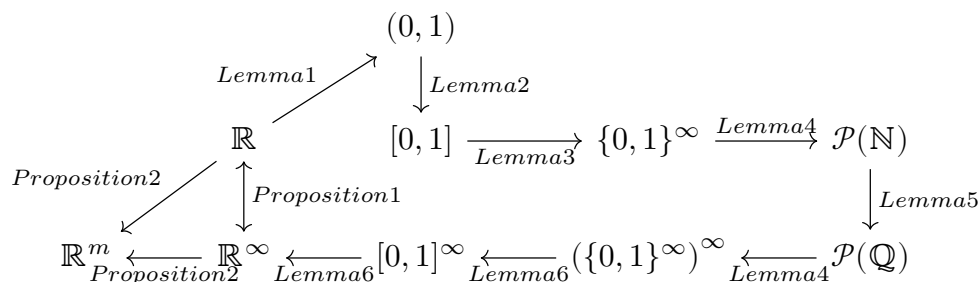 (0, 1)
Lemma1
Lemma2
ℝ [0, 1] {0, 1}^∞ 𝒫(ℕ)
Lemma3
Lemma4
Proposition2
Proposition1
Lemma5
ℝ^m ℝ^∞ [0, 1]^∞ ({0, 1}^∞)^∞ 𝒫(ℚ)
Proposition2 Lemma6 Lemma6 Lemma4